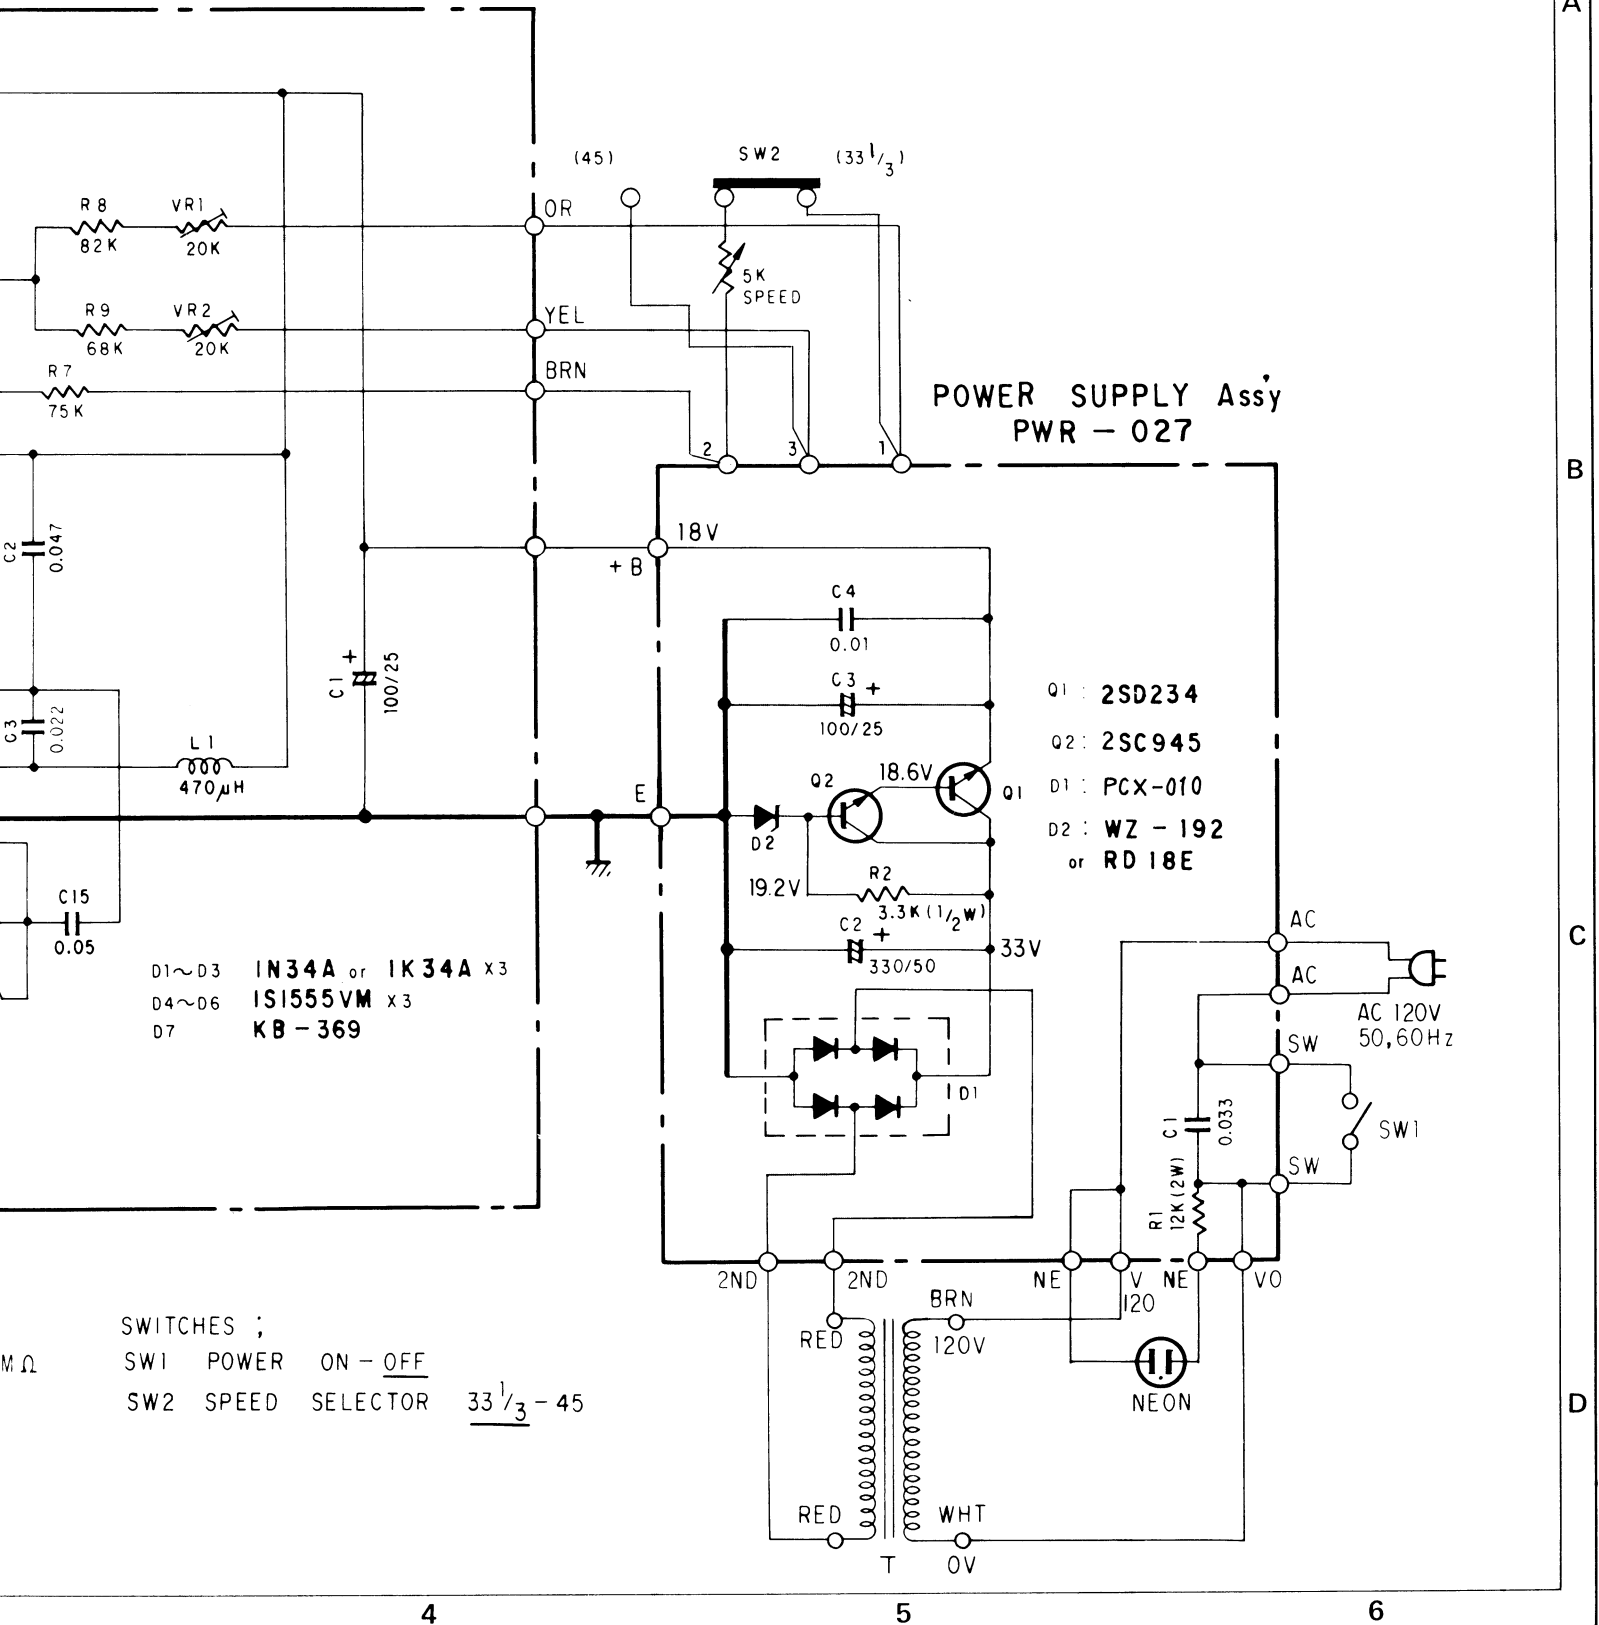 A
(45)
SW2
(33 1/3)
R8
82K
VR1
20K
OR
5K
SPEED
R9
68K
VR2
20K
YEL
R7
75K
BRN
POWER SUPPLY Ass'y
PWR-027
2
3
1
B
C2
0.047
18V
+B
C4
0.01
C1
+
100/25
C3
+
100/25
Q1 : 2SD234
Q2 : 2SC945
D1 : PCX-010
D2 : WZ-192
or RD18E
C3
0.022
L1
470μH
E
Q2
18.6V
Q1
D2
19.2V
R2
3.3K(1/2W)
C2
+
330/50
33V
C15
0.05
D1~D3 1N34A or 1K34A x3
D4~D6 1S1555VM x3
D7 KB-369
AC
C
AC
AC 120V
50,60Hz
SW
D1
C1
0.033
SW1
SW
R1
12K(2W)
2ND
2ND
NE
V
120
NE
VO
SWITCHES ;
MΩ
SW1 POWER ON-OFF
SW2 SPEED SELECTOR 33 1/3-45
RED
BRN
120V
NEON
D
RED
WHT
T
0V
4
5
6